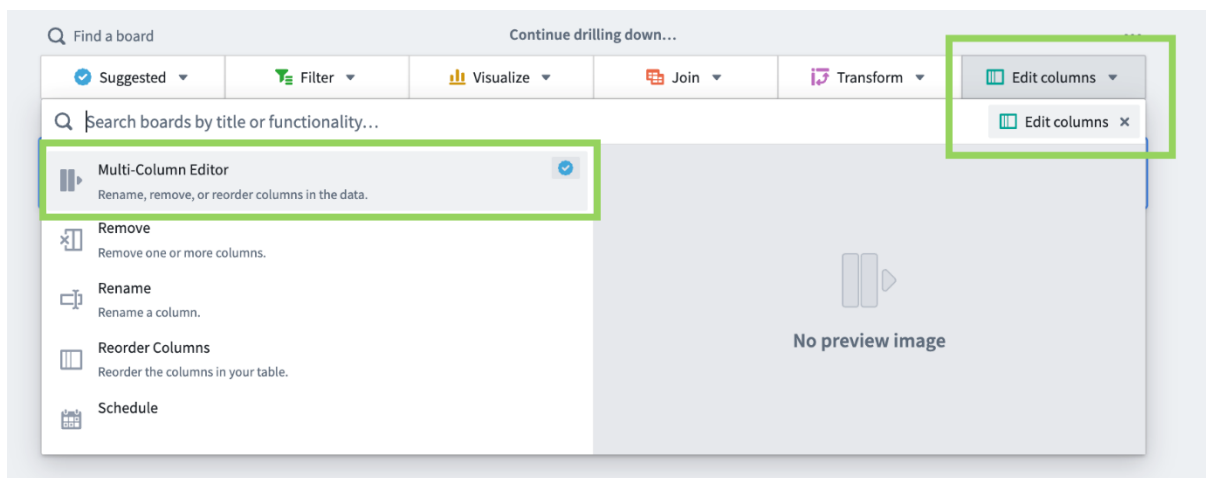 Find a board
Continue drilling down...
...
Suggested
Filter
Visualize
Join
Transform
Edit columns
Search boards by title or functionality...
Edit columns ×
Multi-Column Editor
Rename, remove, or reorder columns in the data.
Remove
Remove one or more columns.
Rename
Rename a column.
Reorder Columns
Reorder the columns in your table.
Schedule
No preview image